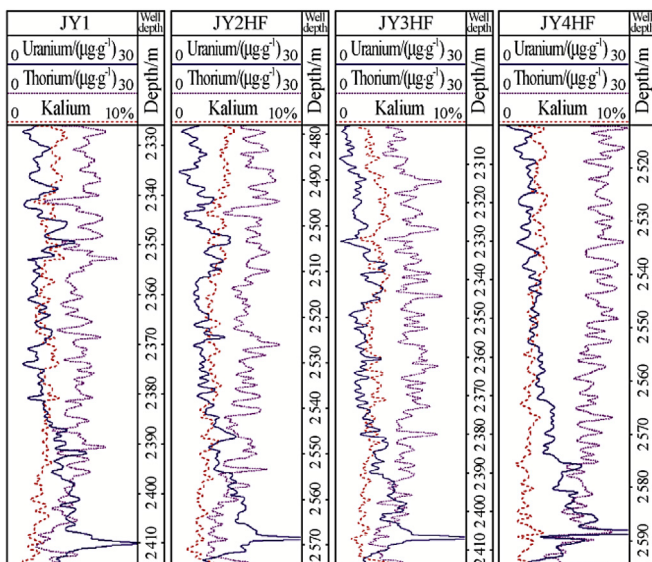 JY1
Well depth
0 Uranium/(μg·g⁻¹) 30
0 Thorium/(μg·g⁻¹) 30
0 Kalium 10%
Depth/m
2 330
2 340
2 350
2 360
2 370
2 380
2 390
2 400
2 410
JY2HF
Well depth
0 Uranium/(μg·g⁻¹) 30
0 Thorium/(μg·g⁻¹) 30
0 Kalium 10%
Depth/m
2 480
2 490
2 500
2 510
2 520
2 530
2 540
2 550
2 560
2 570
JY3HF
Well depth
0 Uranium/(μg·g⁻¹) 30
0 Thorium/(μg·g⁻¹) 30
0 Kalium 10%
Depth/m
2 310
2 320
2 330
2 340
2 350
2 360
2 370
2 380
2 390
2 400
2 410
JY4HF
Well depth
0 Uranium/(μg·g⁻¹) 30
0 Thorium/(μg·g⁻¹) 30
0 Kalium 10%
Depth/m
2 520
2 530
2 540
2 550
2 560
2 570
2 580
2 590